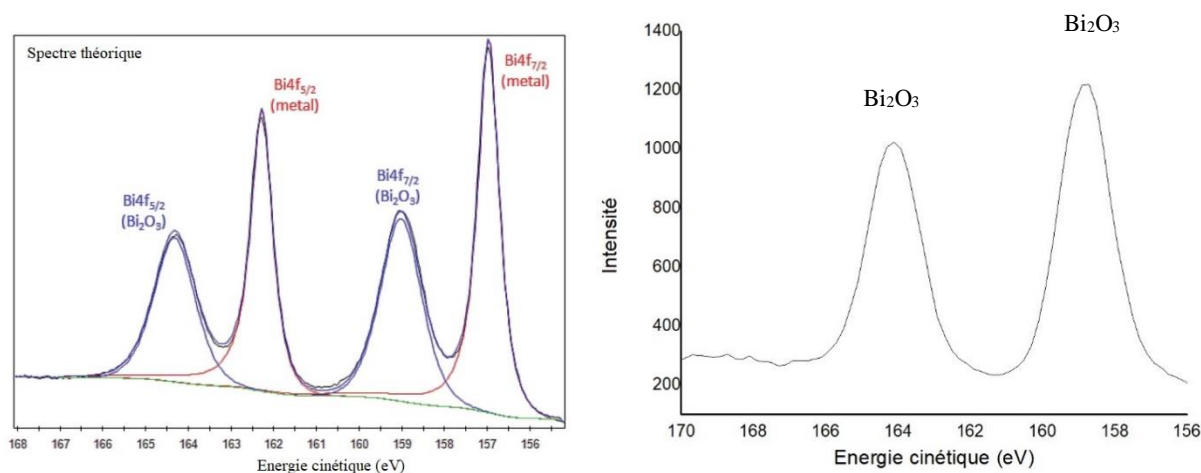 Spectre théorique
Bi4f₇/₂
(metal)
Bi4f₅/₂
(metal)
Bi4f₇/₂
(Bi₂O₃)
Bi4f₅/₂
(Bi₂O₃)
168 167 166 165 164 163 162 161 160 159 158 157 156
Energie cinétique (eV)
Bi₂O₃
Bi₂O₃
1400
1200
1000
800
600
400
200
Intensité
170 168 166 164 162 160 158 156
Energie cinétique (eV)